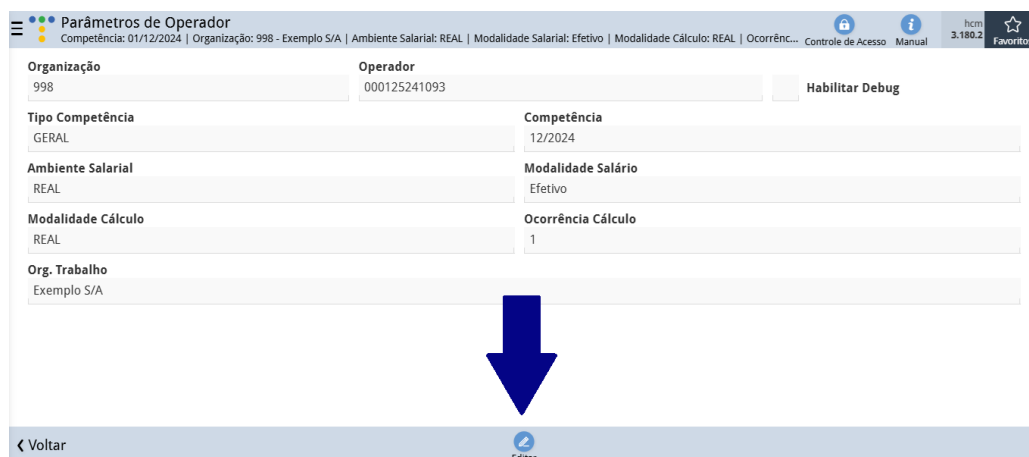 Parâmetros de Operador
Competência: 01/12/2024 | Organização: 998 - Exemplo S/A | Ambiente Salarial: REAL | Modalidade Salarial: Efetivo | Modalidade Cálculo: REAL | Ocorrênc...
Controle de Acesso
Manual
hcm
3.180.2
Favoritos
Organização
Operador
998
000125241093
Habilitar Debug
Tipo Competência
Competência
GERAL
12/2024
Ambiente Salarial
Modalidade Salário
REAL
Efetivo
Modalidade Cálculo
Ocorrência Cálculo
REAL
1
Org. Trabalho
Exemplo S/A
Voltar
Editar